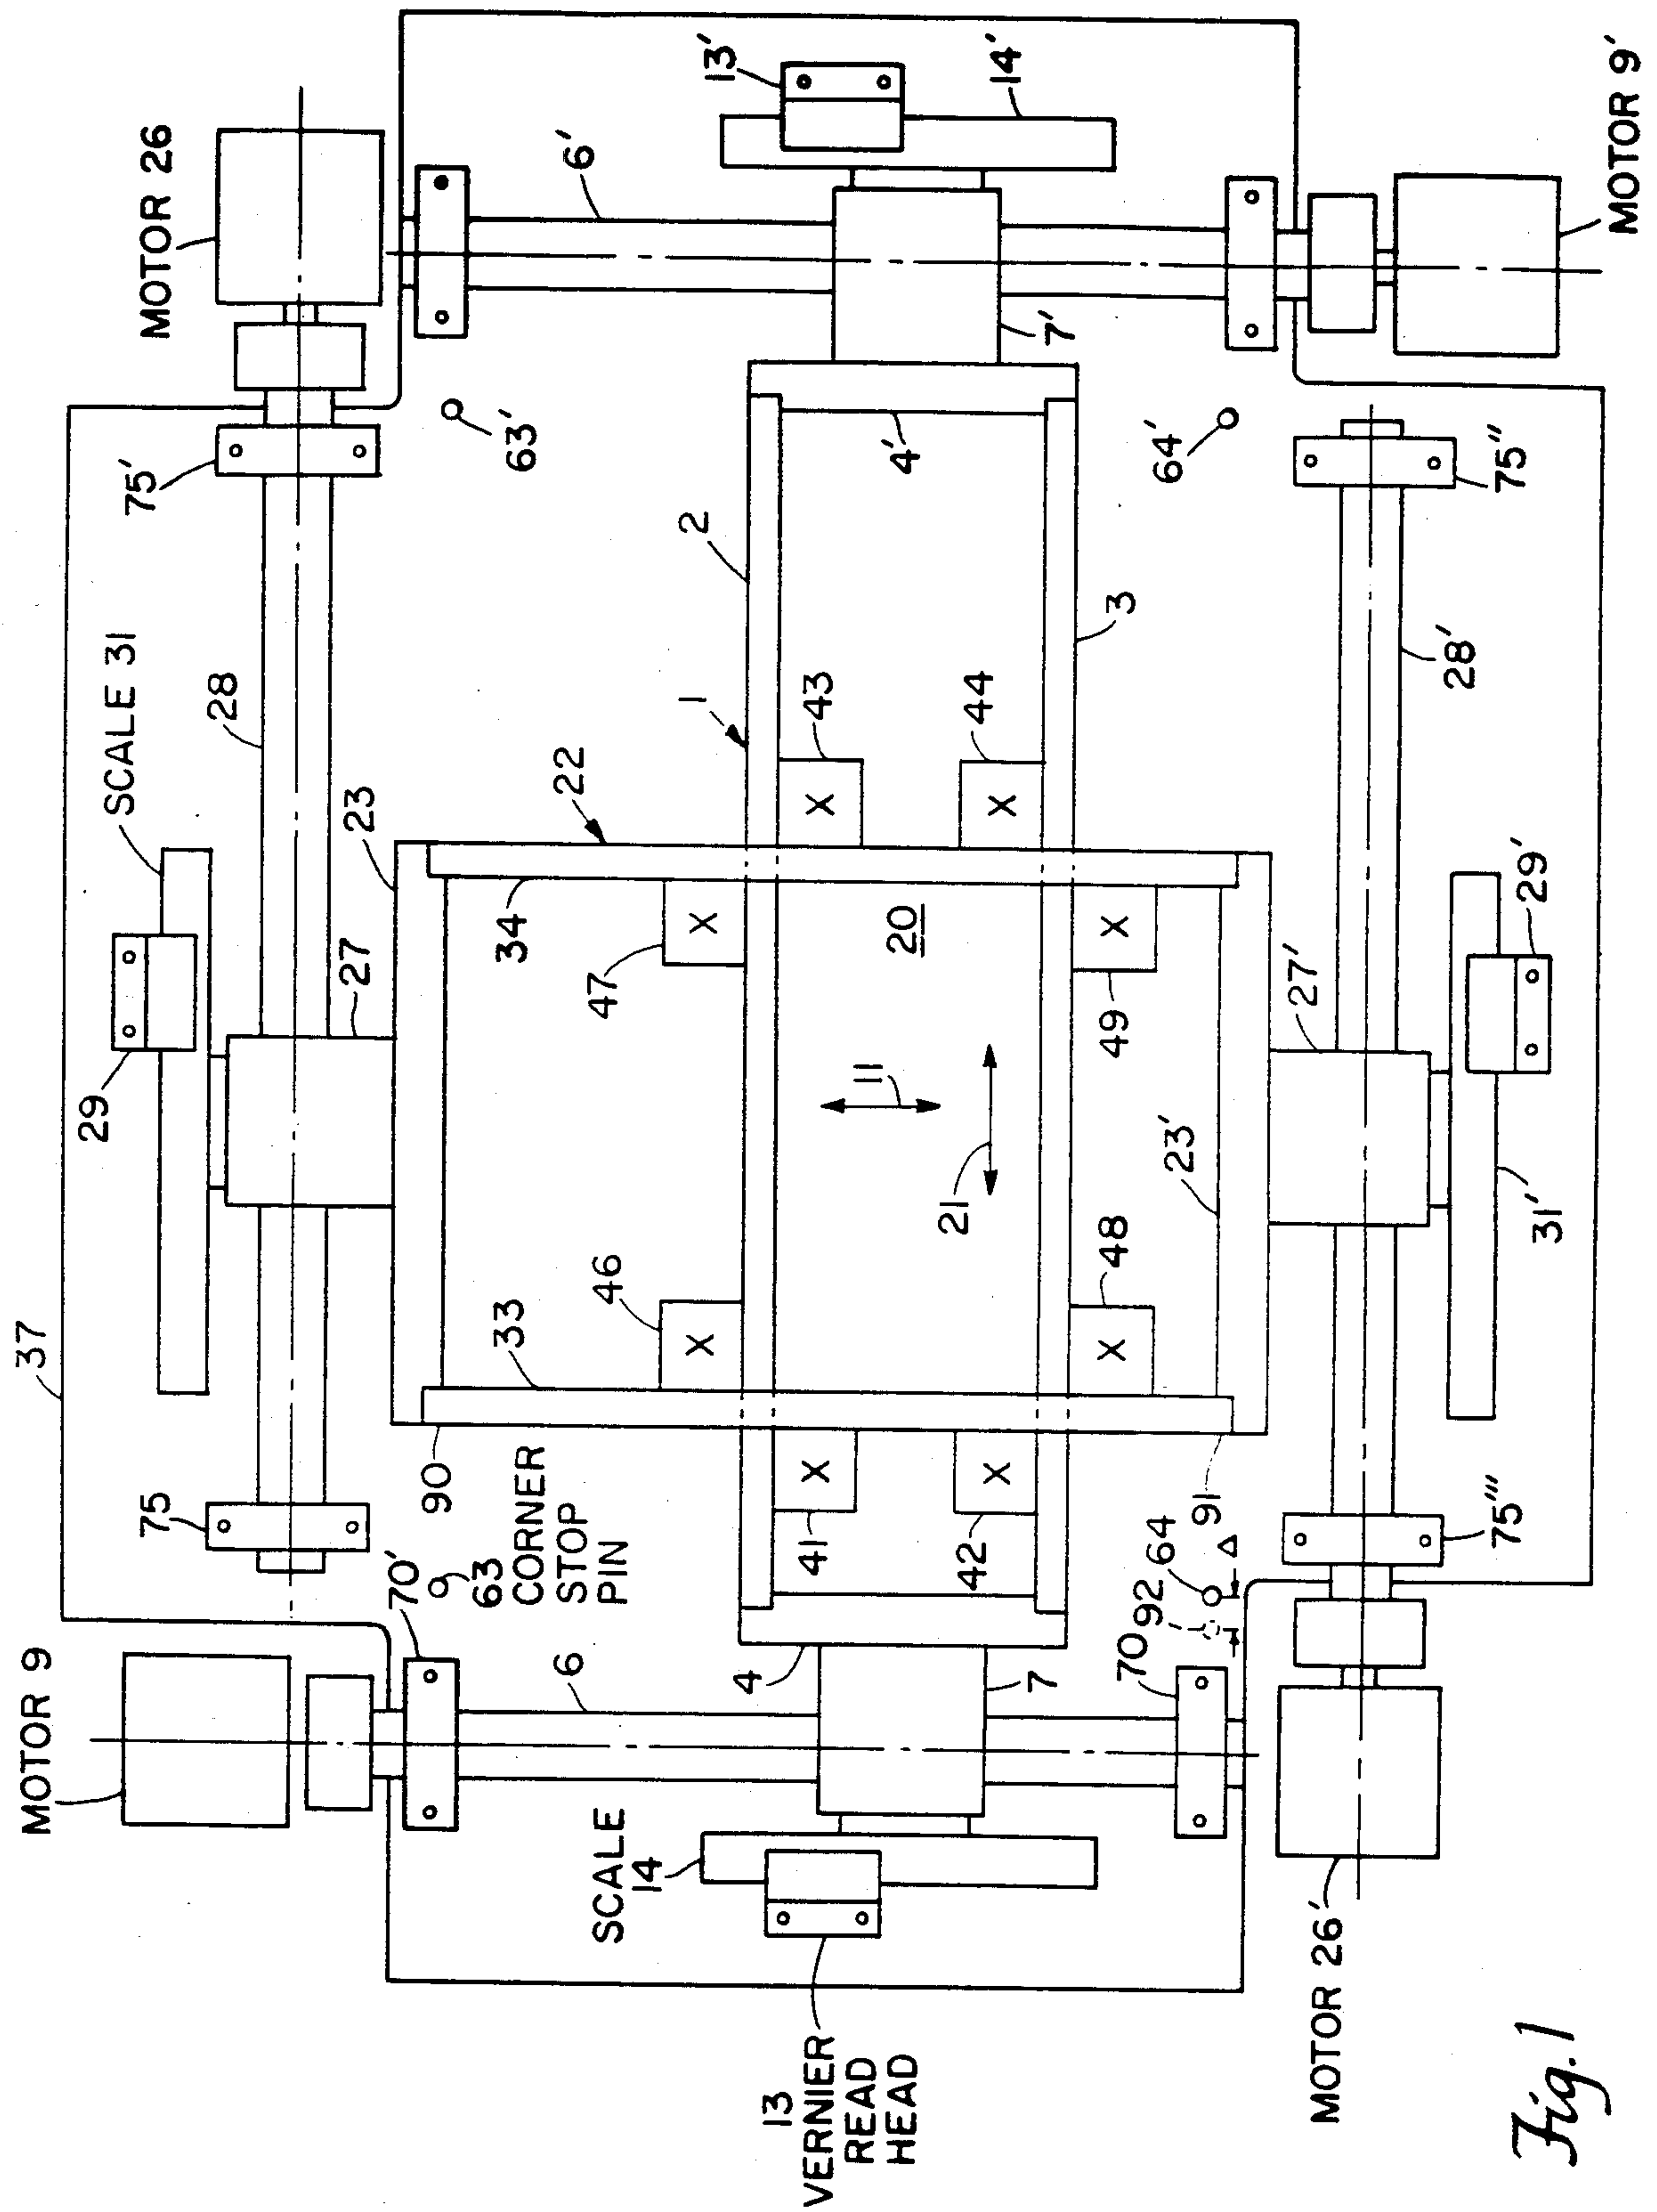 MOTOR 9
37
75
29
SCALE 31
75'
MOTOR 26
28
27
23
70'
63
CORNER
STOP
PIN
90
33
46
47
34
22
1
2
63'
6'
13'
14'
6
SCALE
14
4
7
41
42
21
11
20
43
44
3
4'
7'
13
VERNIER
READ
HEAD
70
92
64
Δ
91
48
23'
49
27'
64'
75'''
31'
29'
28'
75''
MOTOR 9'
MOTOR 26'
X
X
X
X
X
X
X
X
Fig. 1